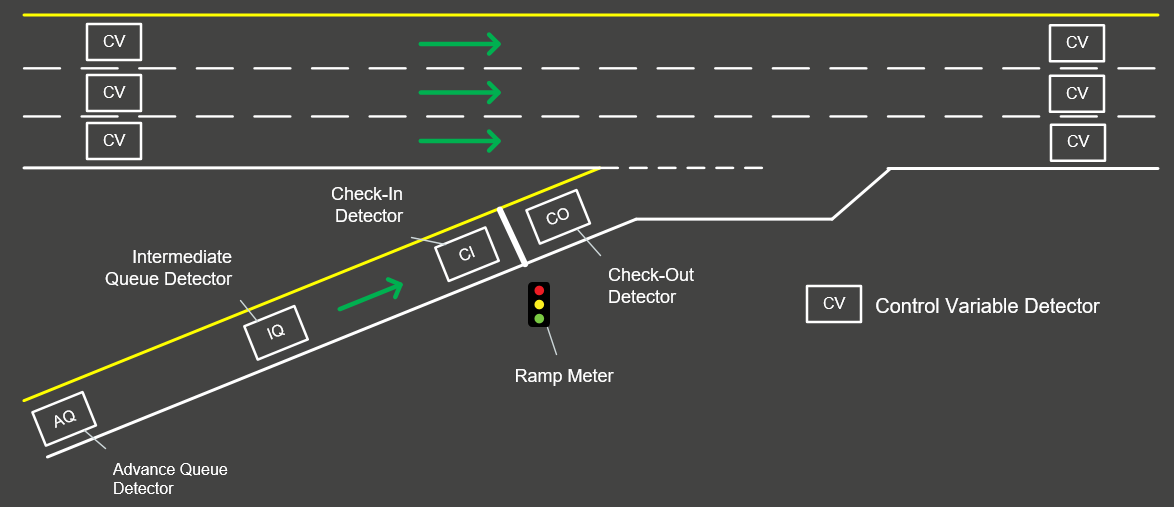 CV
CV
CV
CV
CV
CV
Check-In
Detector
CO
CI
Intermediate
Queue Detector
Check-Out
Detector
CV
Control Variable Detector
IQ
Ramp Meter
AQ
Advance Queue
Detector